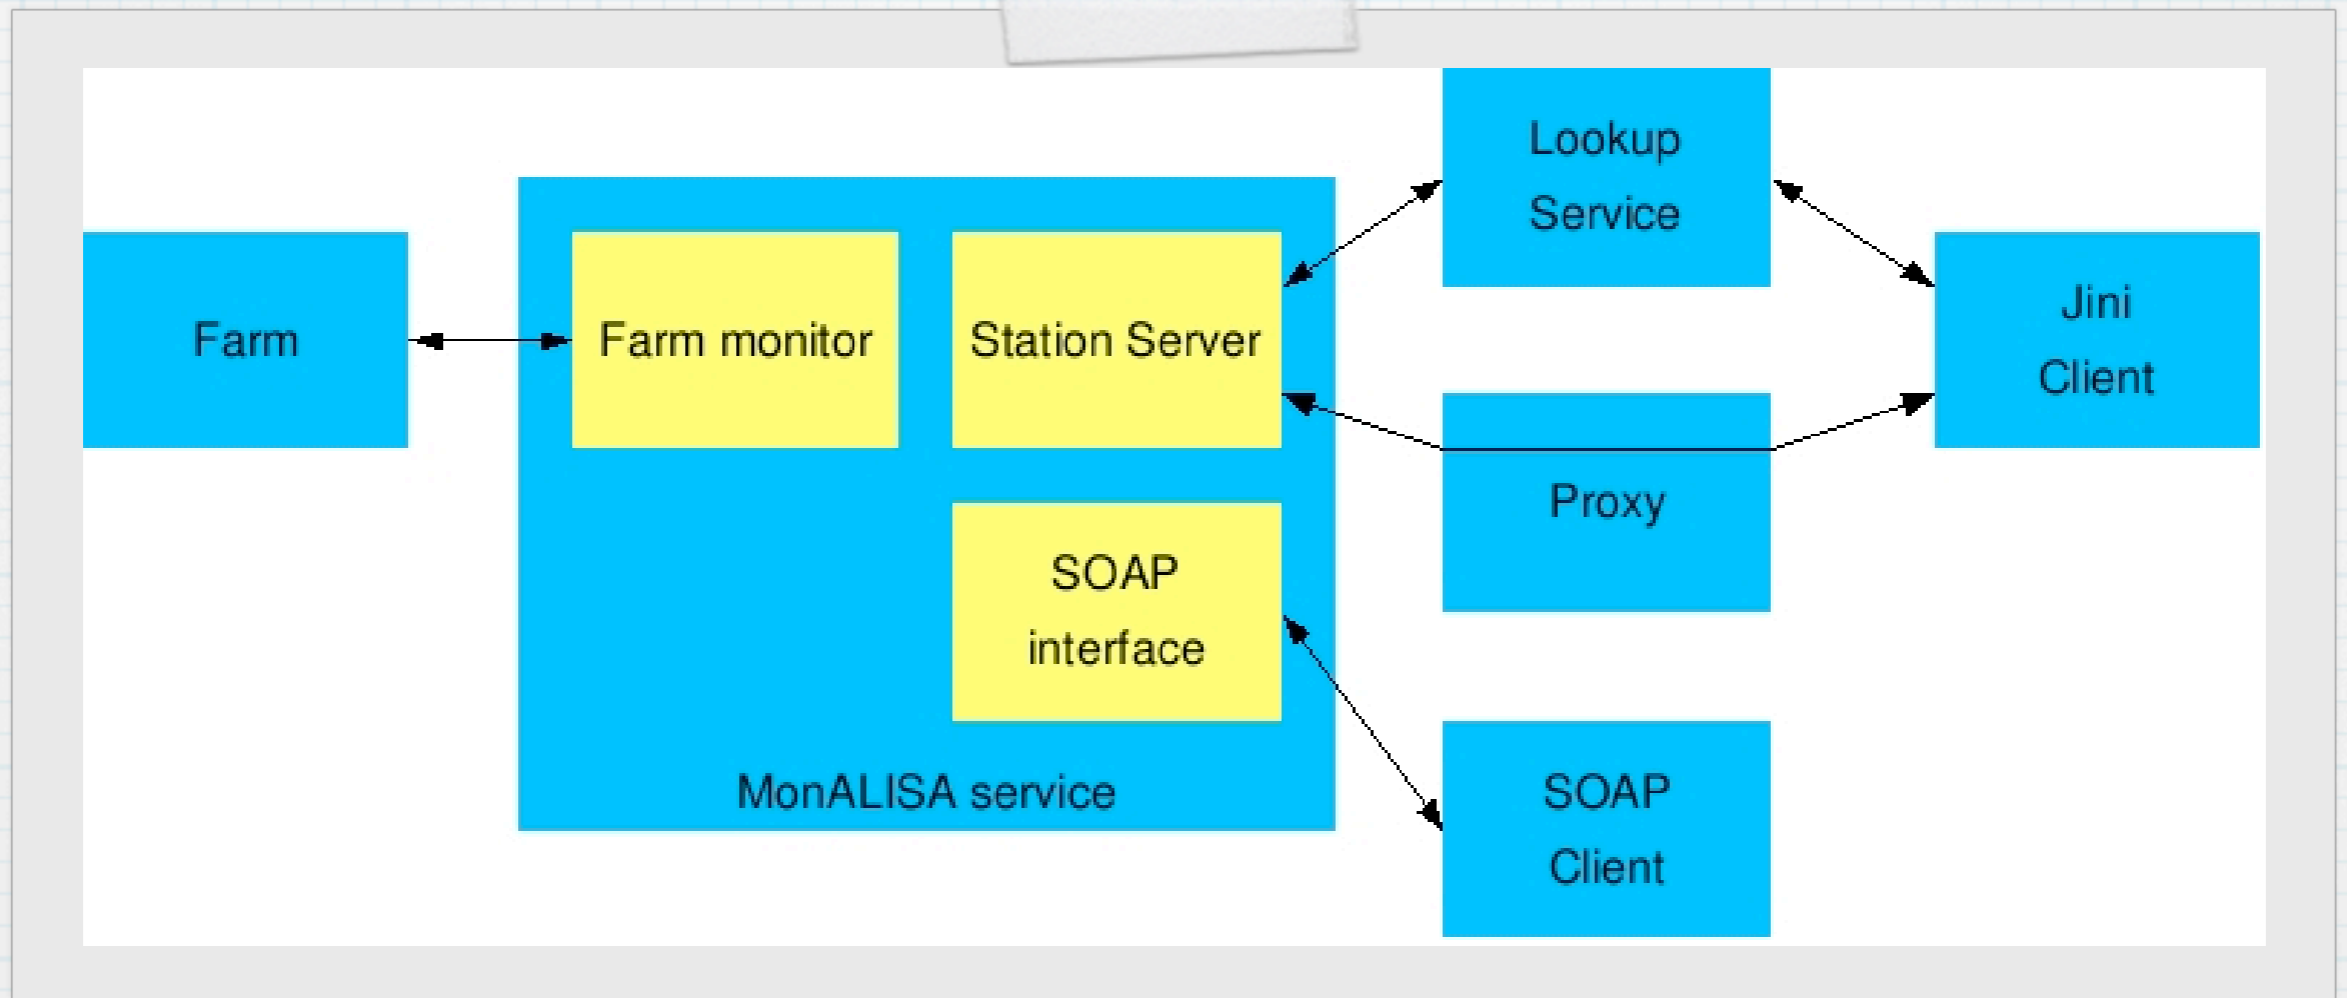 Lookup
Service
Farm
Farm monitor
Station Server
Jini
Client
Proxy
SOAP
interface
MonALISA service
SOAP
Client